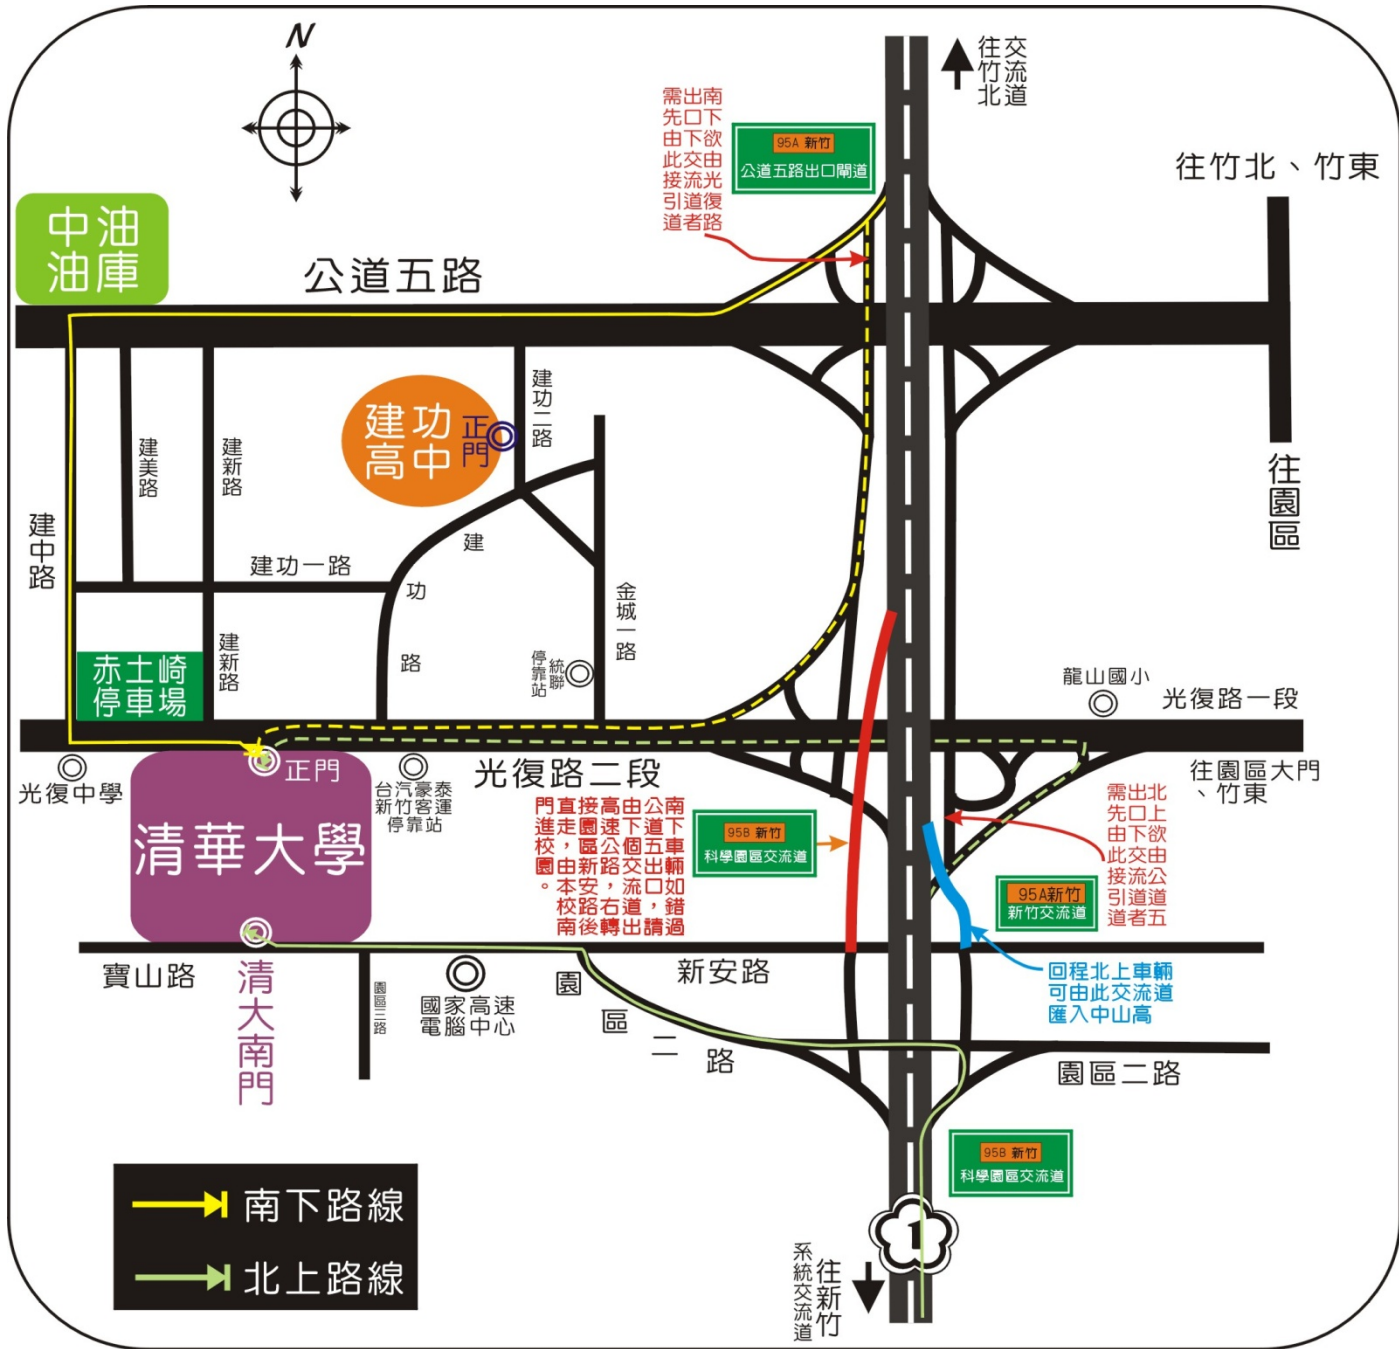 N
往竹北
交流道
南下欲由光復路
出口下交流道者
需先由此接引道
95A 新竹
公道五路出口閘道
往竹北、竹東
中油
油庫
公道五路
建功
高中
正門
建功二路
建美路
建新路
建中路
往園區
建功一路
建功路
金城一路
建新路
統聯
停靠站
赤土崎
停車場
龍山國小
光復路一段
光復中學
正門
台汽豪泰
新竹客運
停靠站
光復路二段
往園區大門
、竹東
清華大學
南下車輛如錯過
公道五出口，請
由下個交流道出
高速公路，右轉
接園區新安路後
直走，由本校南
門進校園。
95B 新竹
科學園區交流道
北上欲由公道五
出口下交流道者
需先由此接引道
95A新竹
新竹交流道
寶山路
清大南門
園區三路
國家高速
電腦中心
新安路
園區二路
回程北上車輛
可由此交流道
匯入中山高
園區二路
95B 新竹
科學園區交流道
南下路線
北上路線
1
往新竹
系統交流道